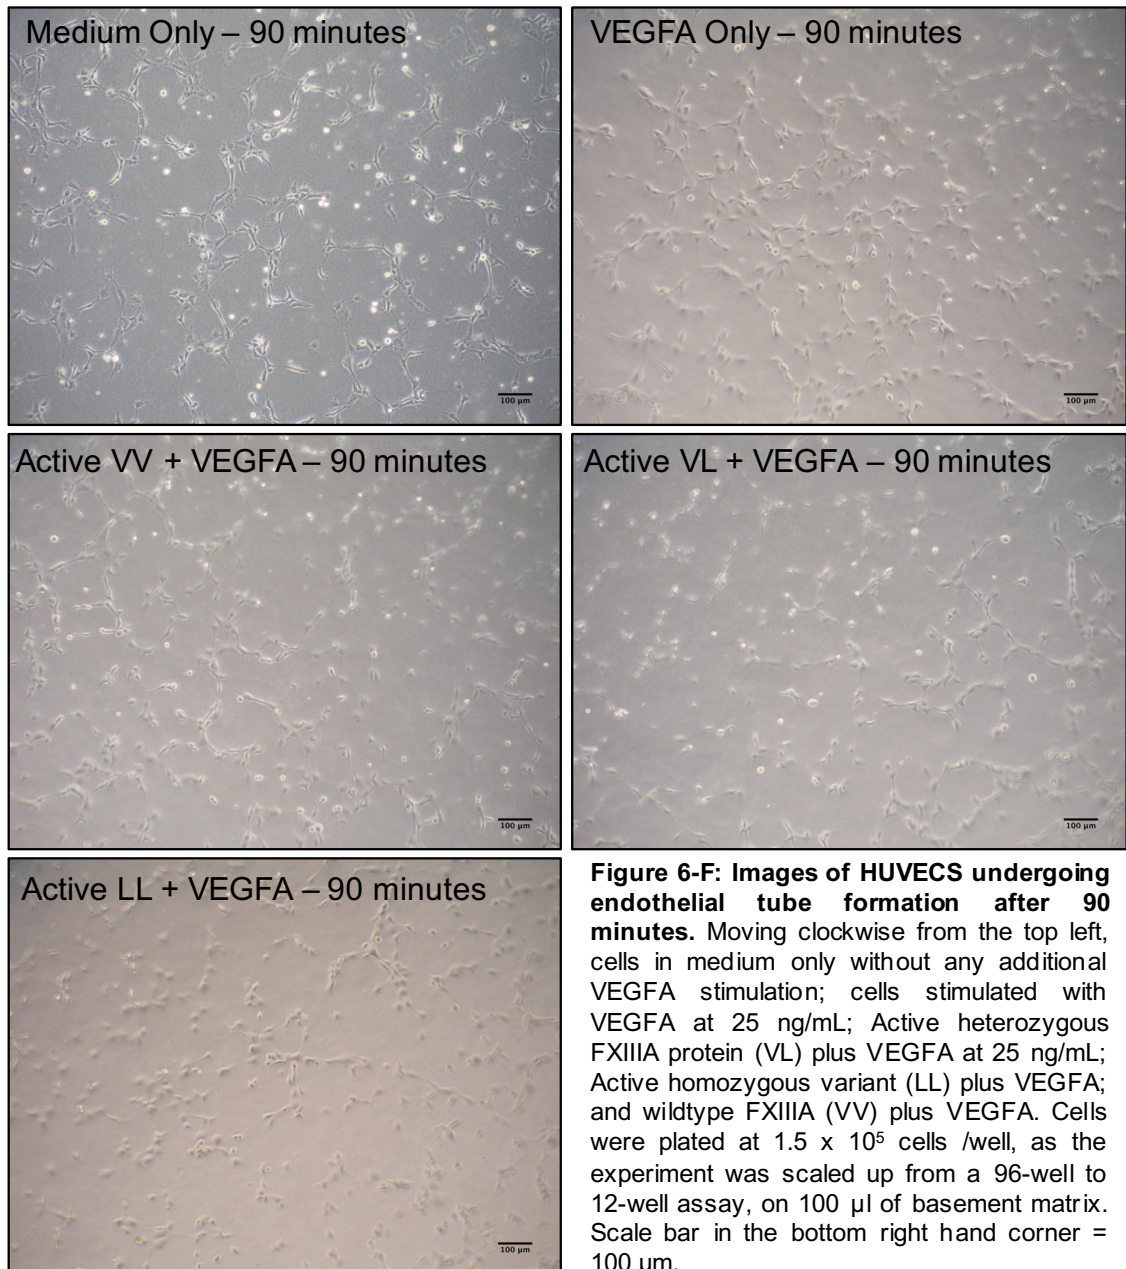 Medium Only – 90 minutes
VEGFA Only – 90 minutes
100 µm
100 µm
Active VV + VEGFA – 90 minutes
Active VL + VEGFA – 90 minutes
100 µm
100 µm
Active LL + VEGFA – 90 minutes
100 µm
Figure 6-F: Images of HUVECS undergoing
endothelial tube formation after 90
minutes. Moving clockwise from the top left,
cells in medium only without any additional
VEGFA stimulation; cells stimulated with
VEGFA at 25 ng/mL; Active heterozygous
FXIIIA protein (VL) plus VEGFA at 25 ng/mL;
Active homozygous variant (LL) plus VEGFA;
and wildtype FXIIIA (VV) plus VEGFA. Cells
were plated at 1.5 x 10⁵ cells /well, as the
experiment was scaled up from a 96-well to
12-well assay, on 100 µl of basement matrix.
Scale bar in the bottom right hand corner =
100 um.